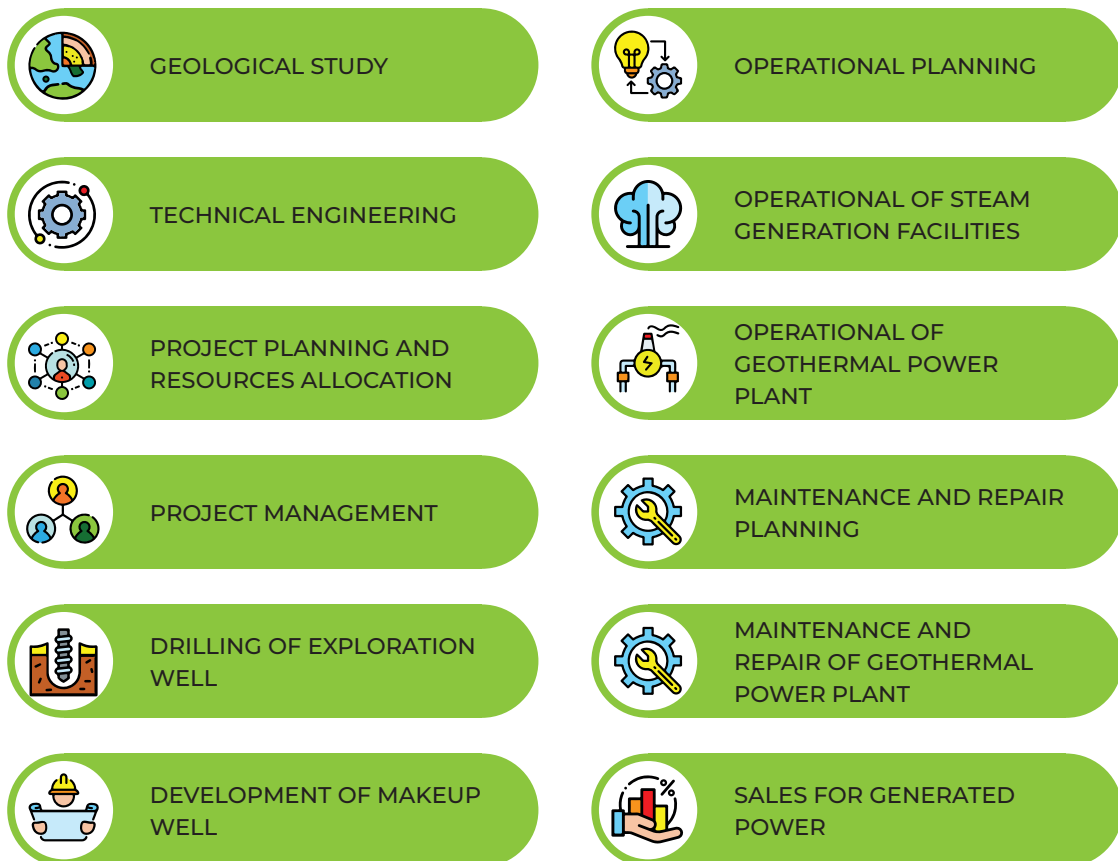 GEOLOGICAL STUDY
TECHNICAL ENGINEERING
PROJECT PLANNING AND
RESOURCES ALLOCATION
PROJECT MANAGEMENT
DRILLING OF EXPLORATION
WELL
DEVELOPMENT OF MAKEUP
WELL
OPERATIONAL PLANNING
OPERATIONAL OF STEAM
GENERATION FACILITIES
OPERATIONAL OF
GEOTHERMAL POWER
PLANT
MAINTENANCE AND REPAIR
PLANNING
MAINTENANCE AND
REPAIR OF GEOTHERMAL
POWER PLANT
%
SALES FOR GENERATED
POWER